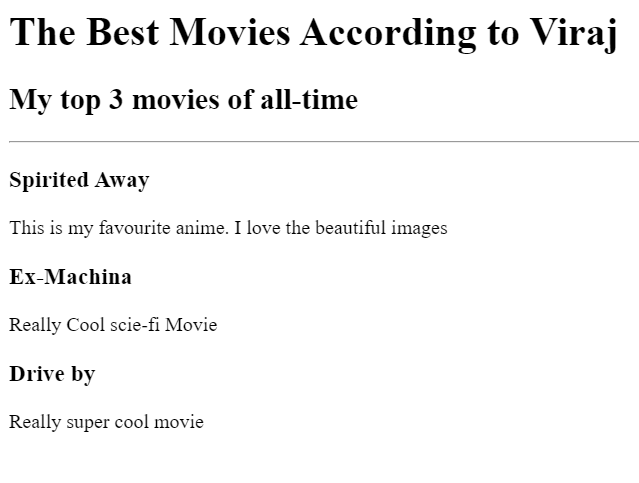 The Best Movies According to Viraj
My top 3 movies of all-time
Spirited Away
This is my favourite anime. I love the beautiful images
Ex-Machina
Really Cool scie-fi Movie
Drive by
Really super cool movie